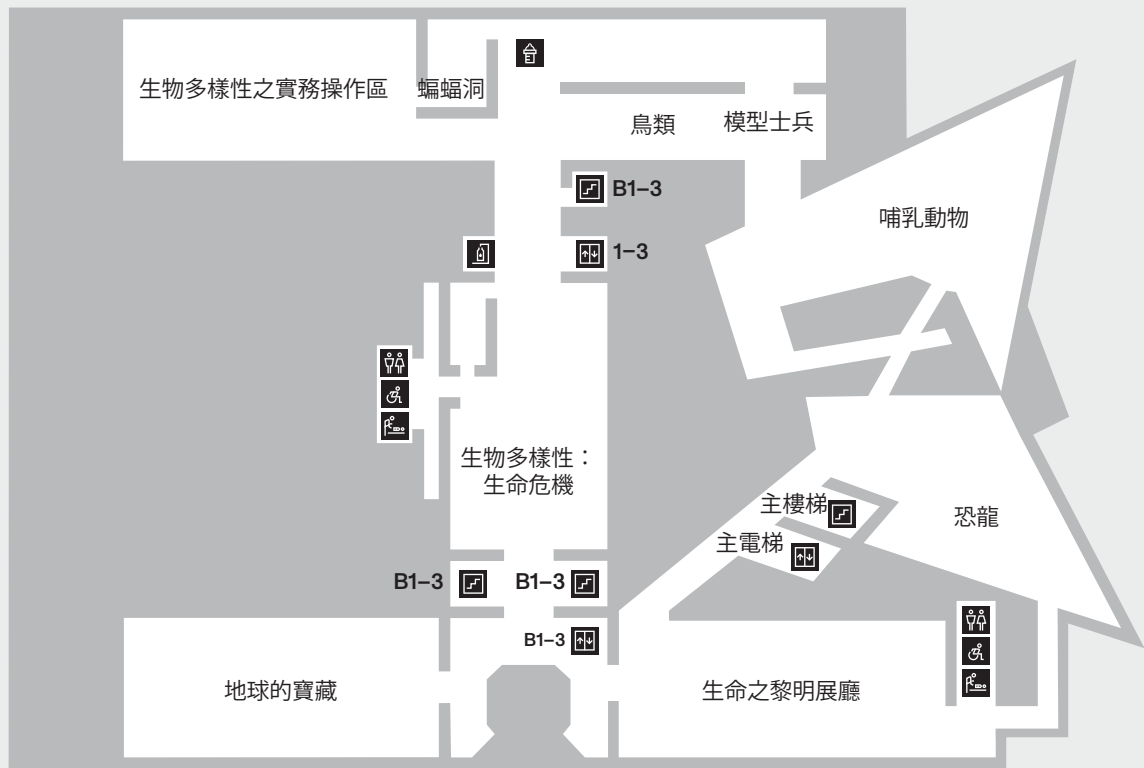 生物多樣性之實務操作區
蝙蝠洞
鳥類
模型士兵
B1–3
哺乳動物
1–3
生物多樣性：
生命危機
主樓梯
恐龍
主電梯
B1–3
B1–3
B1–3
地球的寶藏
生命之黎明展廳